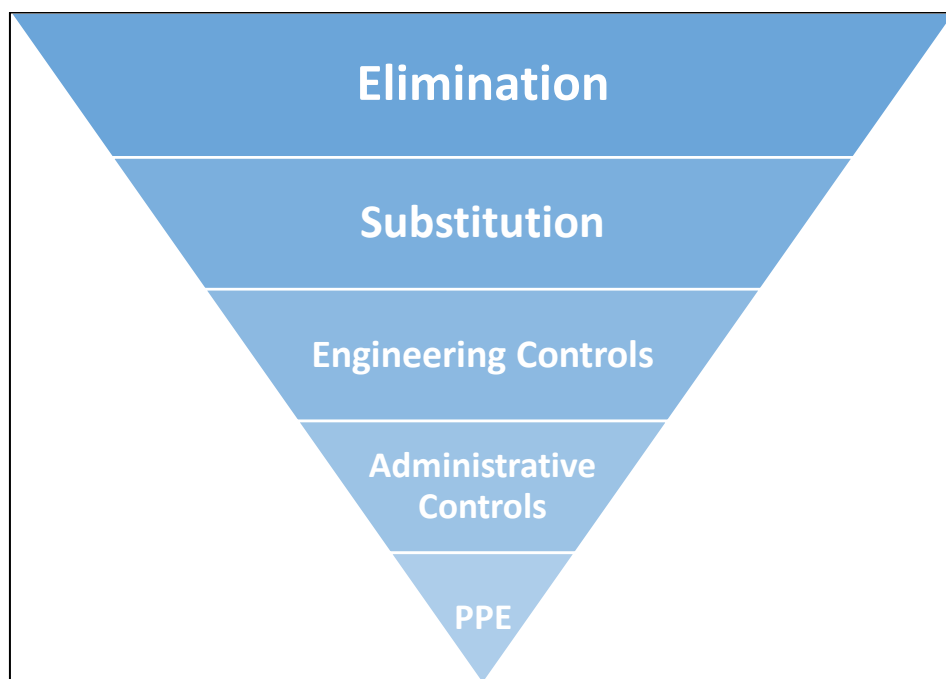 Elimination
Substitution
Engineering Controls
Administrative
Controls
PPE